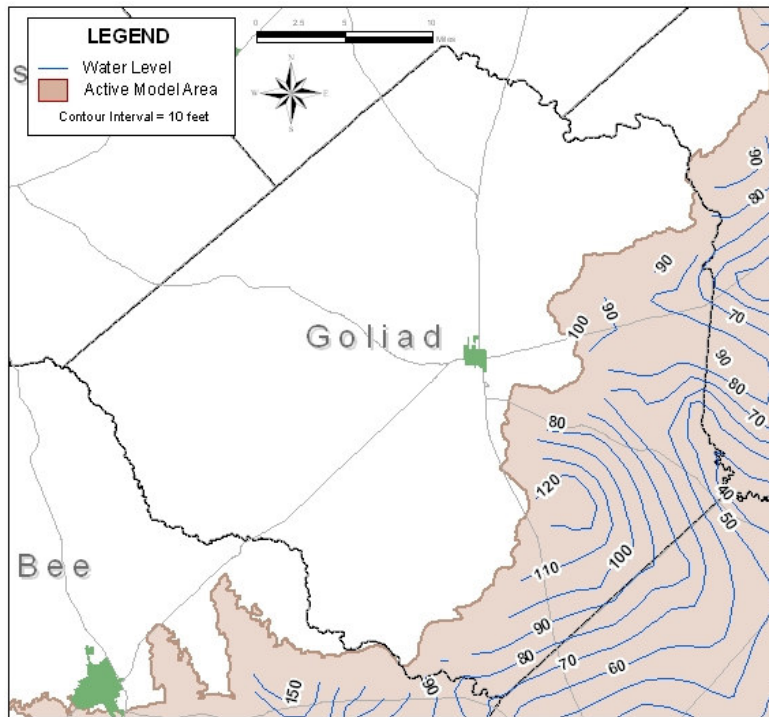 LEGEND
Water Level
Active Model Area
Contour Interval = 10 feet
0 2.5 5 10
Miles
N
W E
S
S
90
80
90
70
100
90
Goliad
90
80
70
80
120
40
50
100
110
90
80
70
60
Bee
150
90